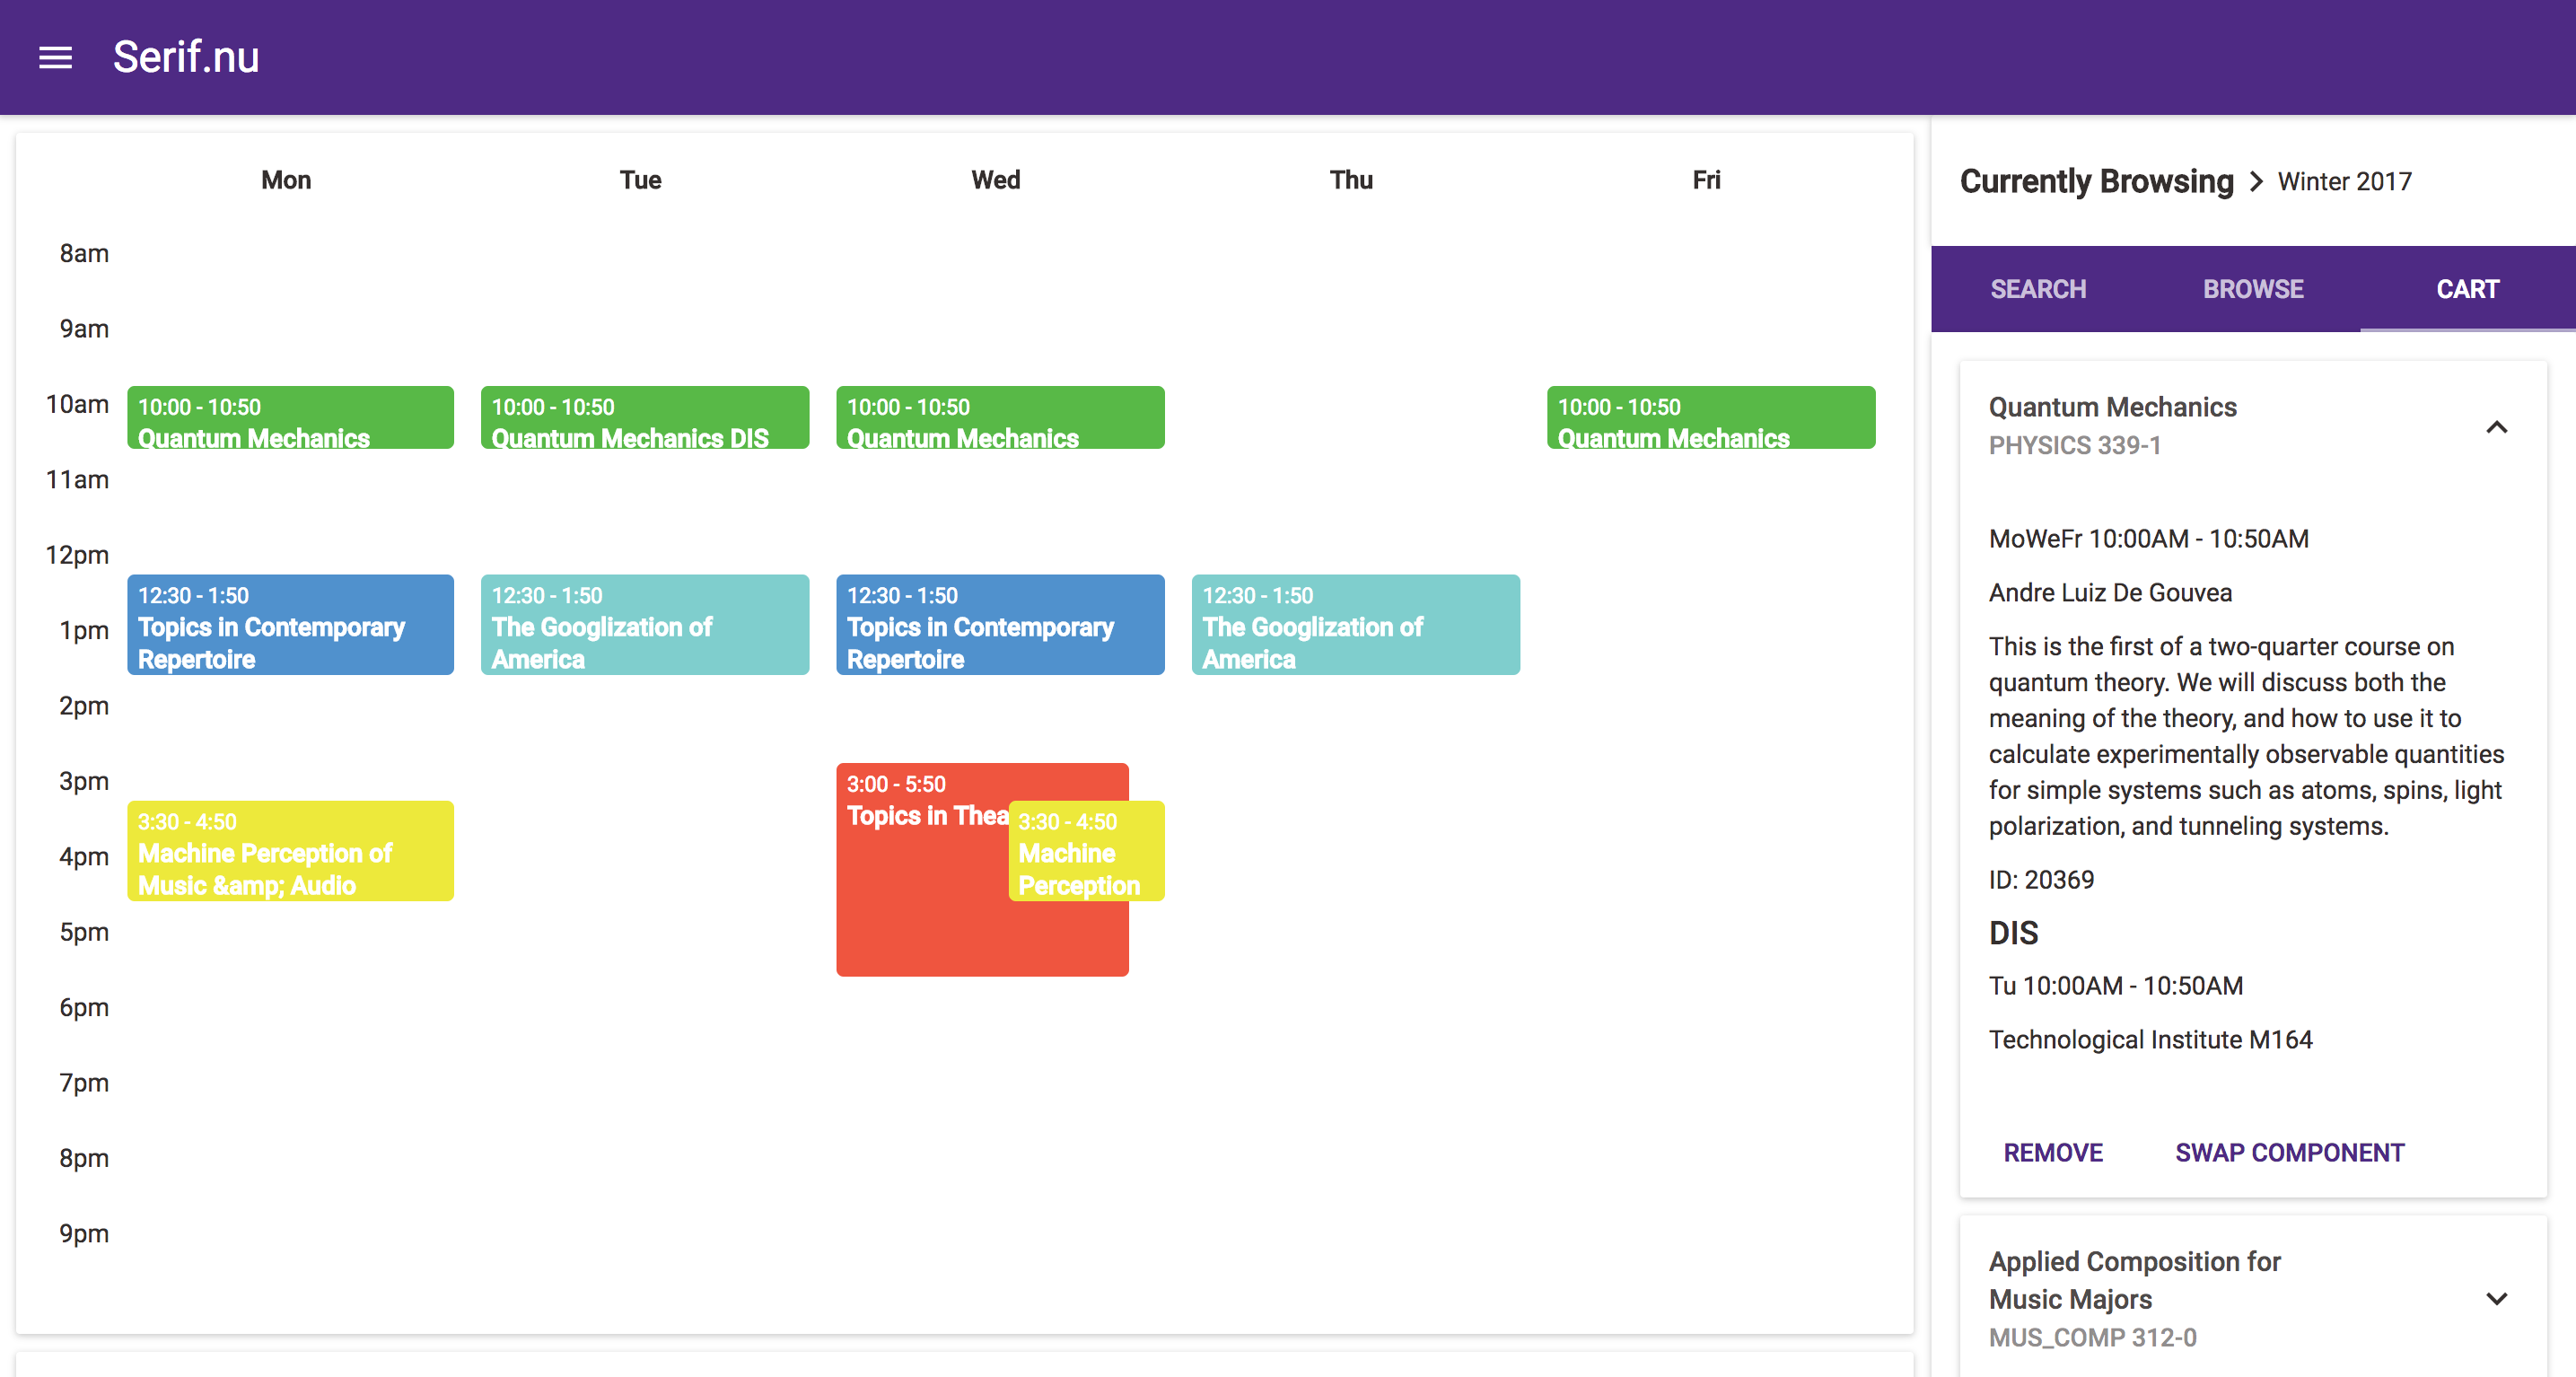 Serif.nu
Mon Tue Wed Thu Fri
8am
9am
10am
11am
12pm
1pm
2pm
3pm
4pm
5pm
6pm
7pm
8pm
9pm
10:00 - 10:50
Quantum Mechanics
12:30 - 1:50
Topics in Contemporary
Repertoire
3:30 - 4:50
Machine Perception of
Music &amp; Audio
10:00 - 10:50
Quantum Mechanics DIS
12:30 - 1:50
The Googlization of
America
10:00 - 10:50
Quantum Mechanics
12:30 - 1:50
Topics in Contemporary
Repertoire
3:00 - 5:50
Topics in Thea
3:30 - 4:50
Machine
Perception
12:30 - 1:50
The Googlization of
America
10:00 - 10:50
Quantum Mechanics
Currently Browsing > Winter 2017
SEARCH BROWSE CART
Quantum Mechanics
PHYSICS 339-1
MoWeFr 10:00AM - 10:50AM
Andre Luiz De Gouvea
This is the first of a two-quarter course on
quantum theory. We will discuss both the
meaning of the theory, and how to use it to
calculate experimentally observable quantities
for simple systems such as atoms, spins, light
polarization, and tunneling systems.
ID: 20369
DIS
Tu 10:00AM - 10:50AM
Technological Institute M164
REMOVE SWAP COMPONENT
Applied Composition for
Music Majors
MUS_COMP 312-0